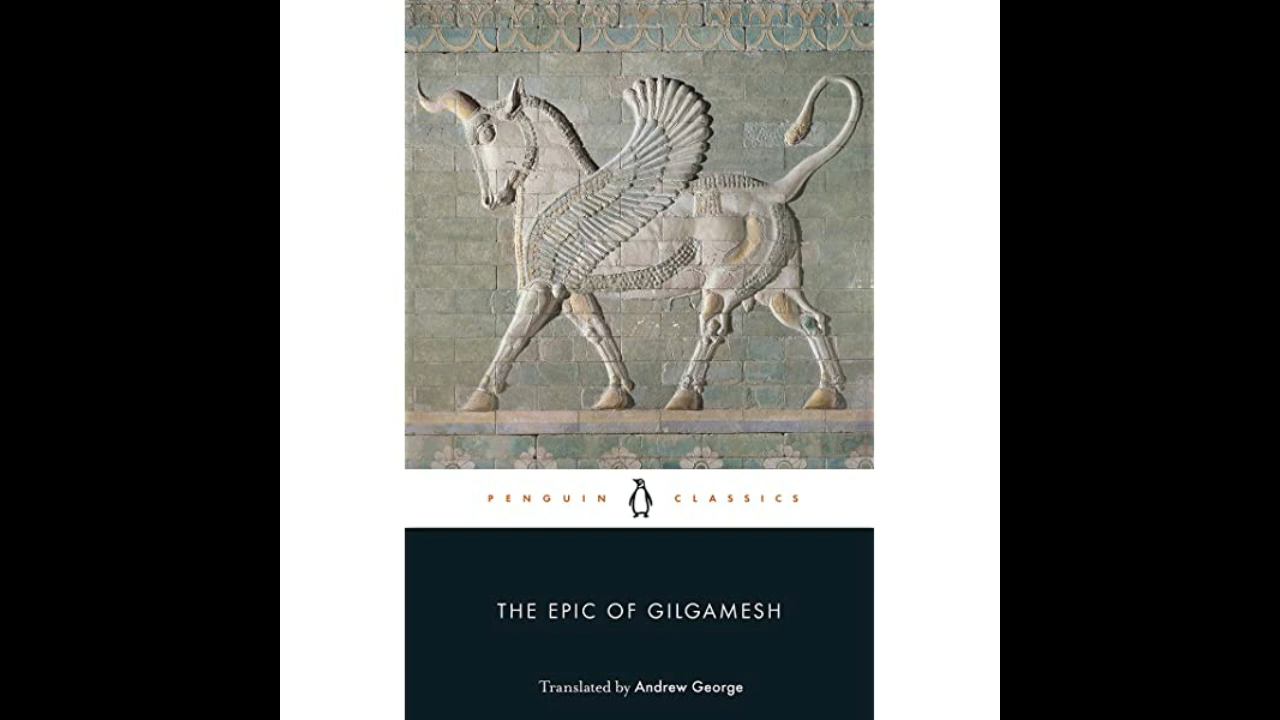 PENGUIN CLASSICS
THE EPIC OF GILGAMESH
Translated by Andrew George